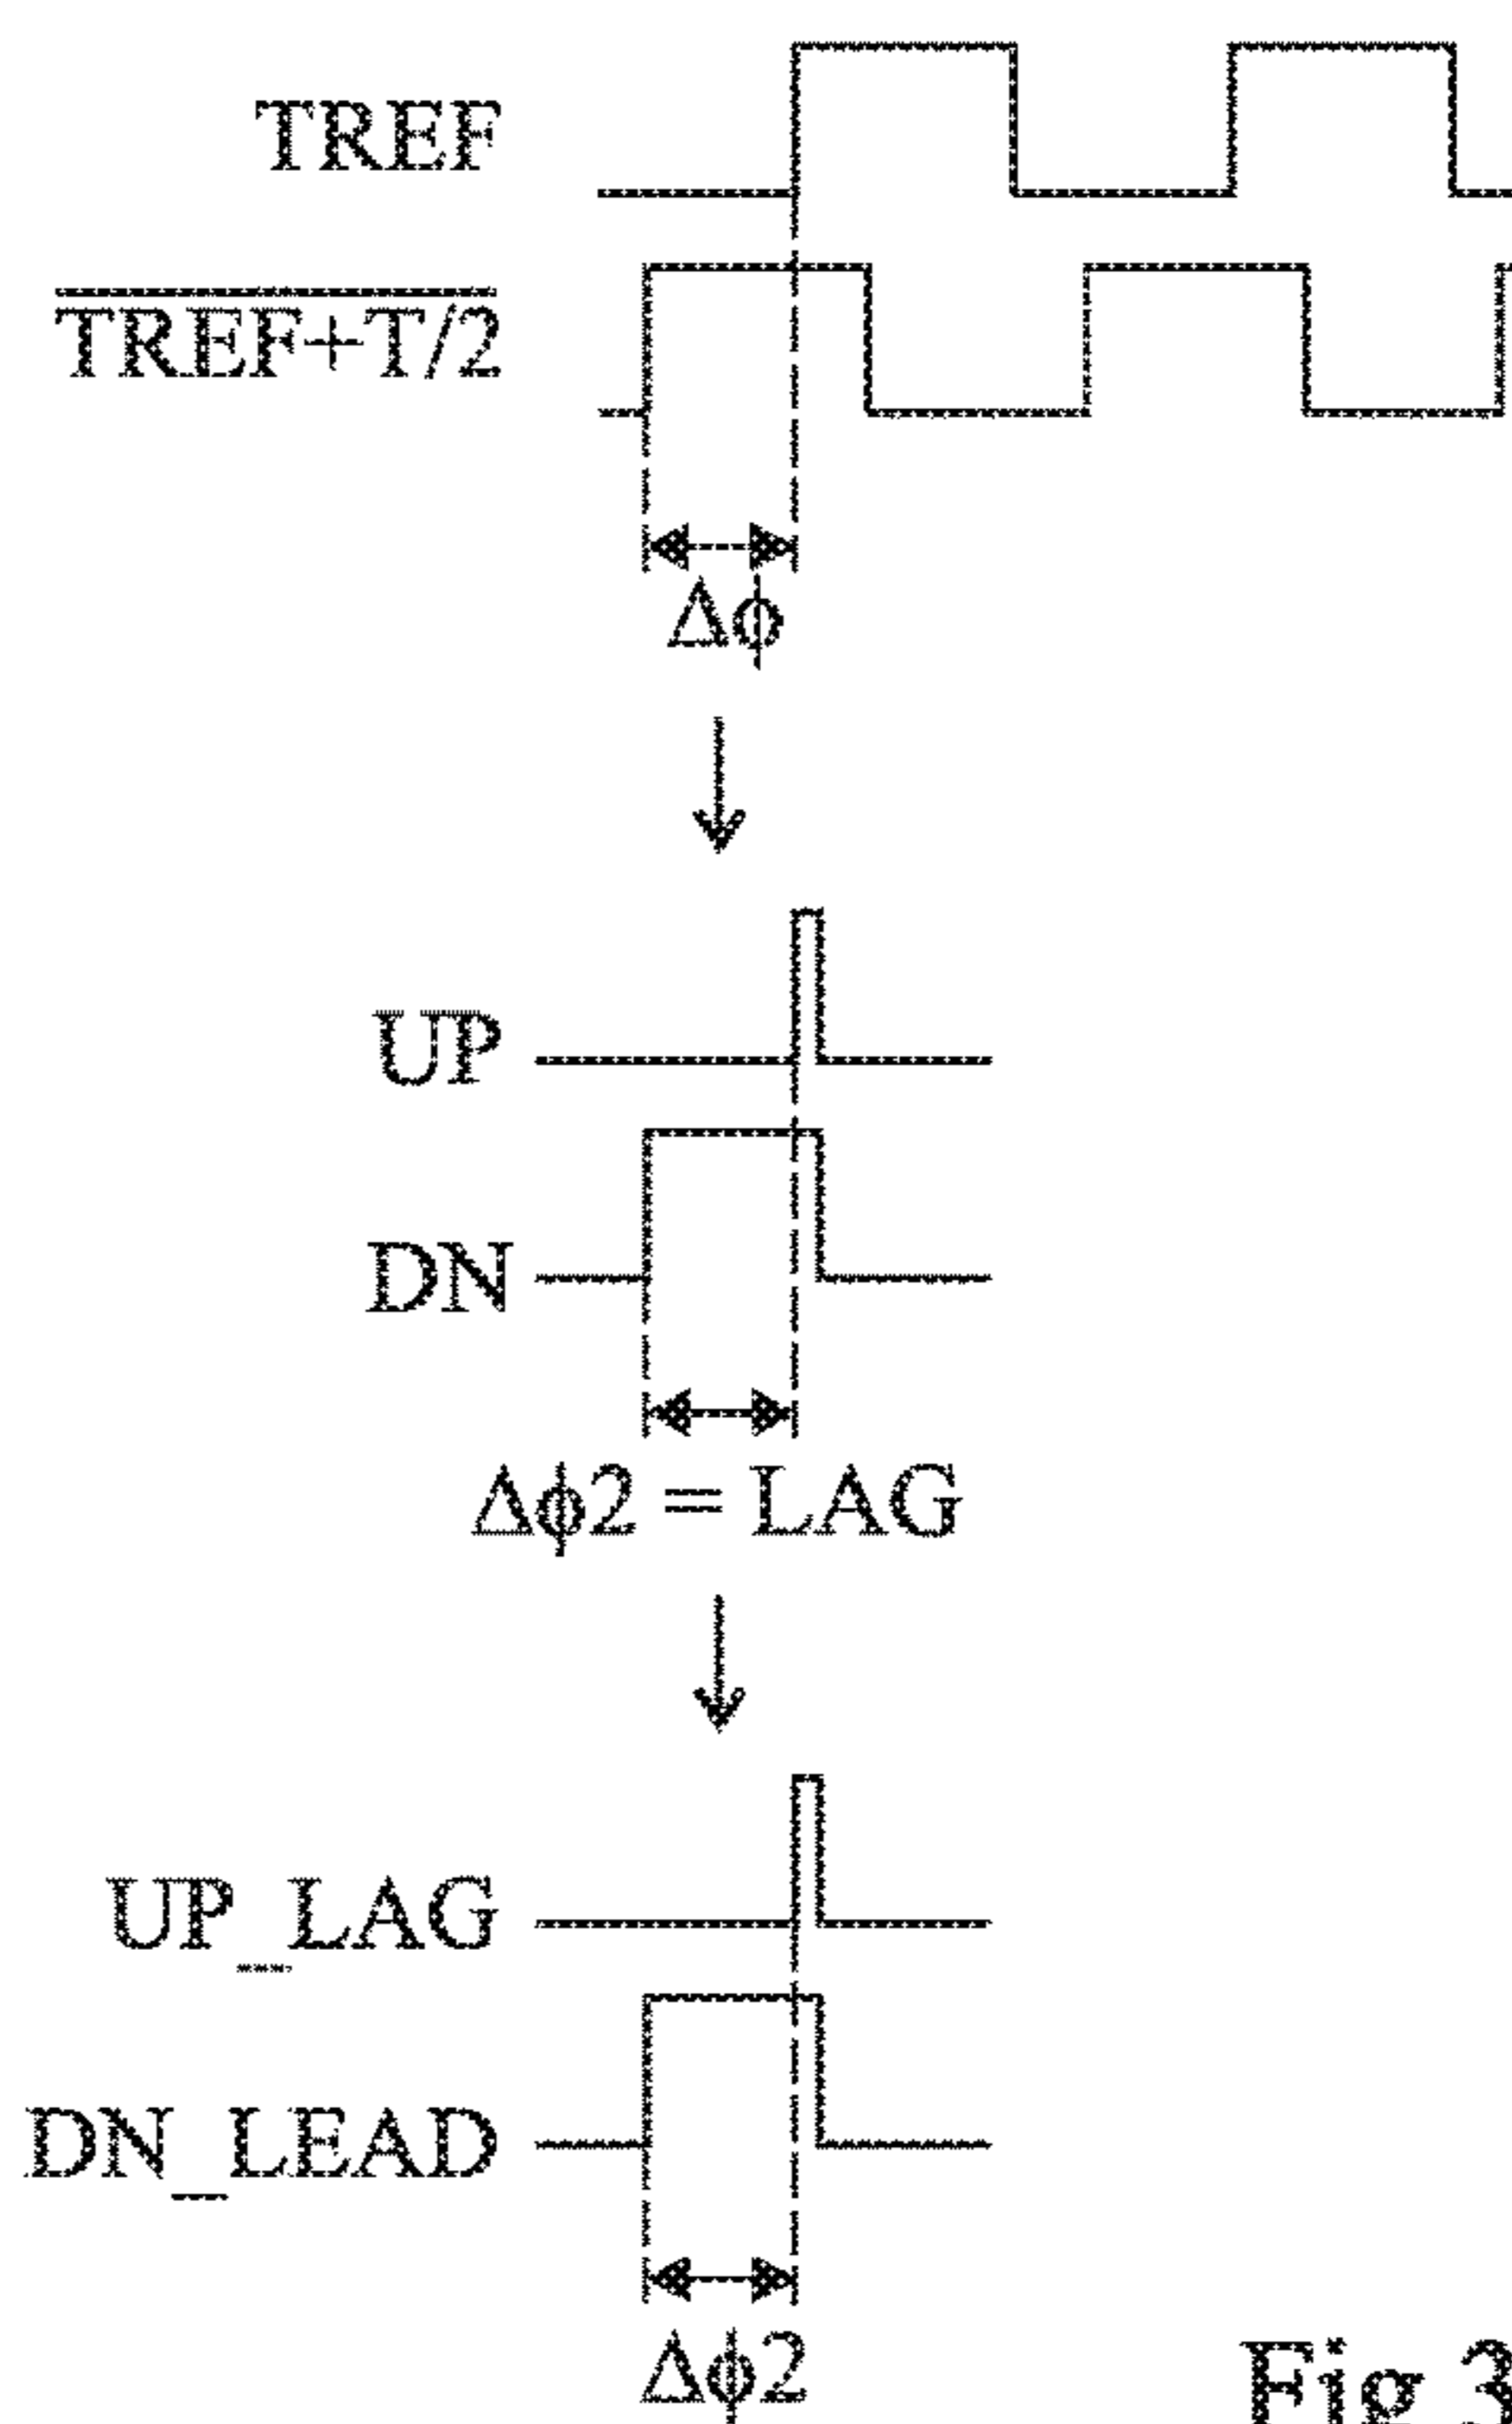 TREF
TREF+T/2
Δϕ
UP
DN
Δϕ2 = LAG
UP_LAG
DN_LEAD
Δϕ2
Fig 3